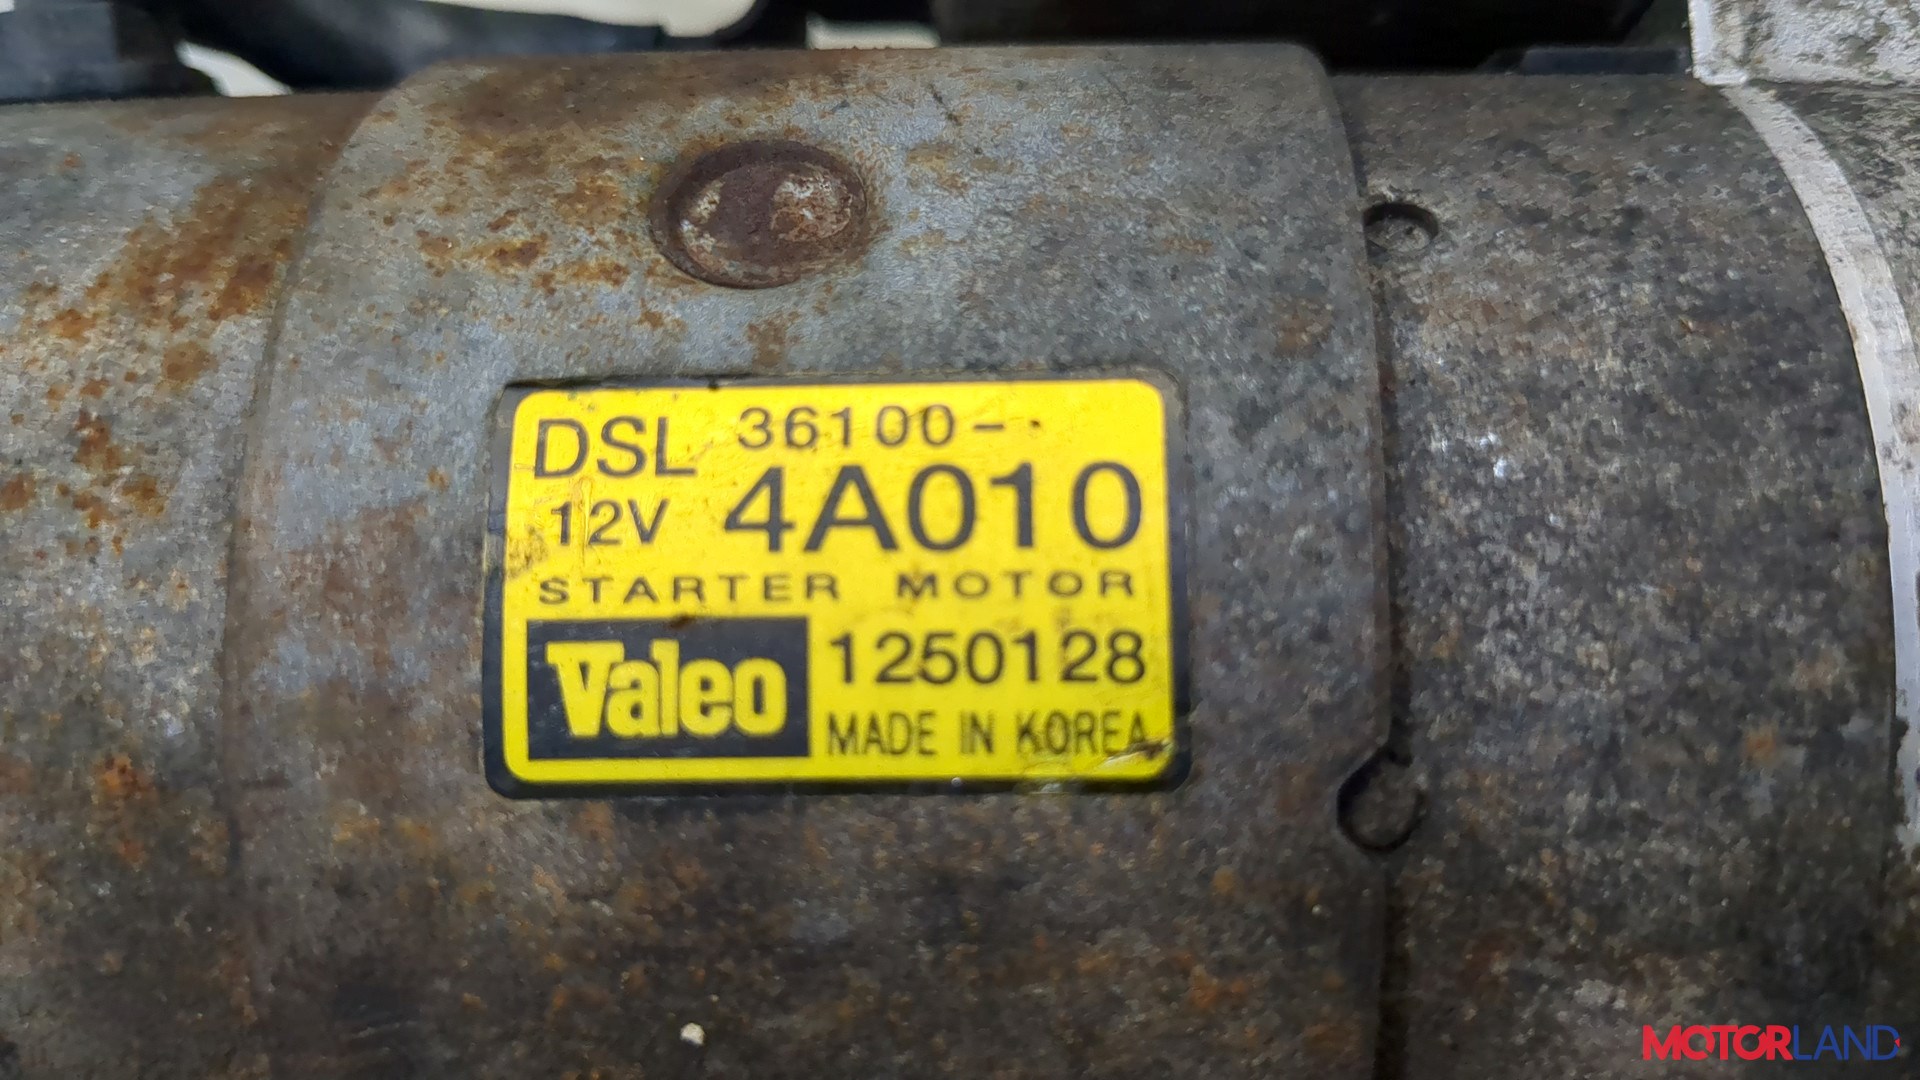 DSL 36100-
12V 4A010
STARTER MOTOR
Valeo 1250128
MADE IN KOREA
MOTORLAND